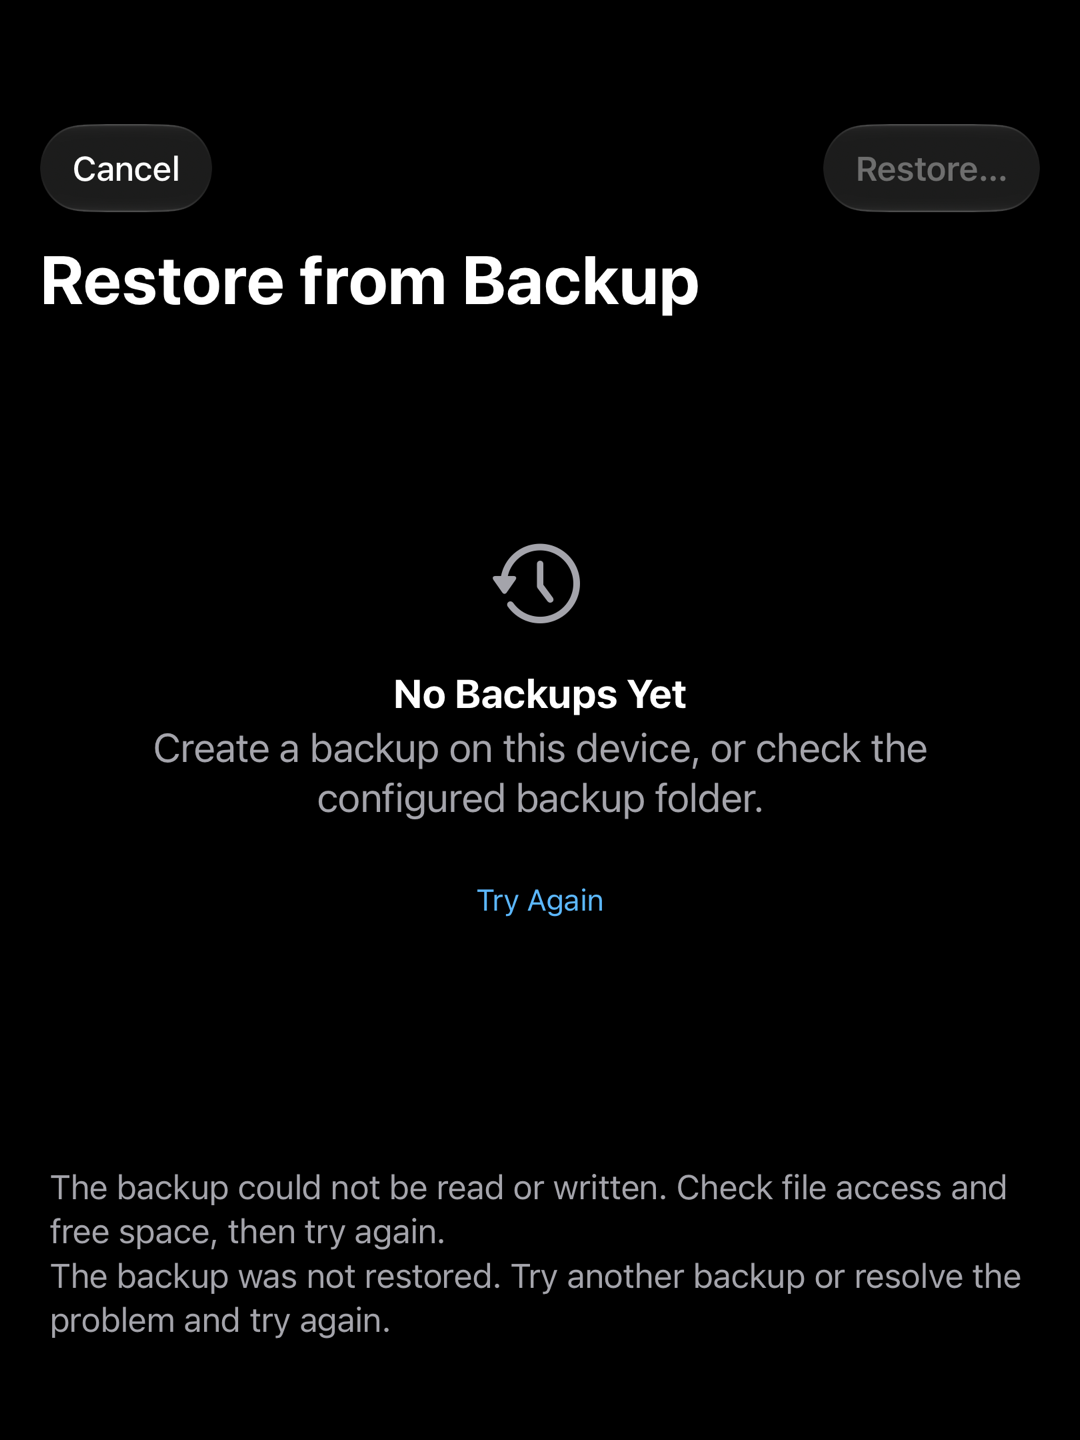 Cancel
Restore...
Restore from Backup
No Backups Yet
Create a backup on this device, or check the
configured backup folder.
Try Again
The backup could not be read or written. Check file access and
free space, then try again.
The backup was not restored. Try another backup or resolve the
problem and try again.